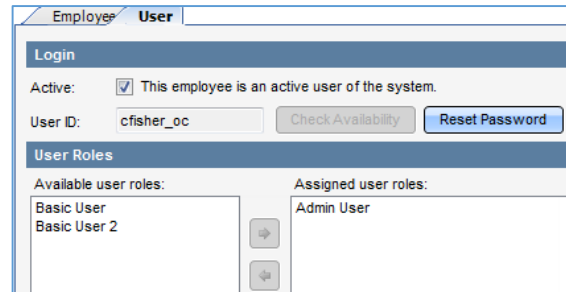 Employee User
Login
Active: This employee is an active user of the system.
User ID: cfisher_oc Check Availability Reset Password
User Roles
Available user roles: Assigned user roles:
Basic User Admin User
Basic User 2